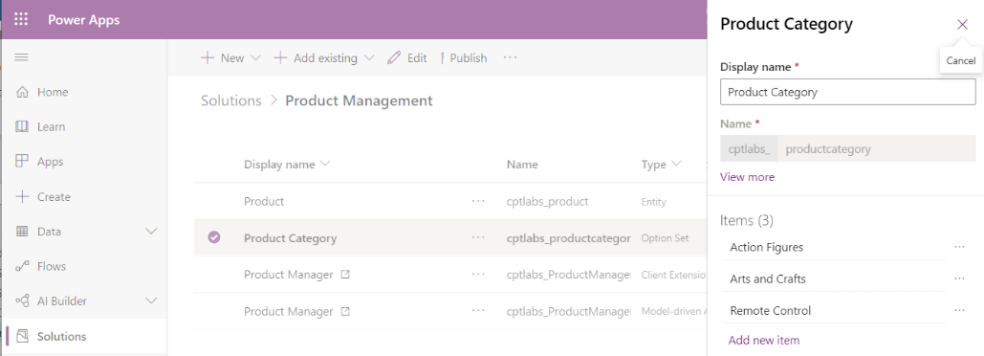 Power Apps
Home
Learn
Apps
Create
Data
Flows
AI Builder
Solutions
New
Add existing
Edit
Publish
Solutions > Product Management
Display name
Name
Type
Product
cptlabs_product
Entity
Product Category
cptlabs_productcategor
Option Set
Product Manager
cptlabs_ProductManage
Client Extensio
Product Manager
cptlabs_ProductManage
Model-driven A
Product Category
Cancel
Display name *
Product Category
Name *
cptlabs_ productcategory
View more
Items (3)
Action Figures
Arts and Crafts
Remote Control
Add new item